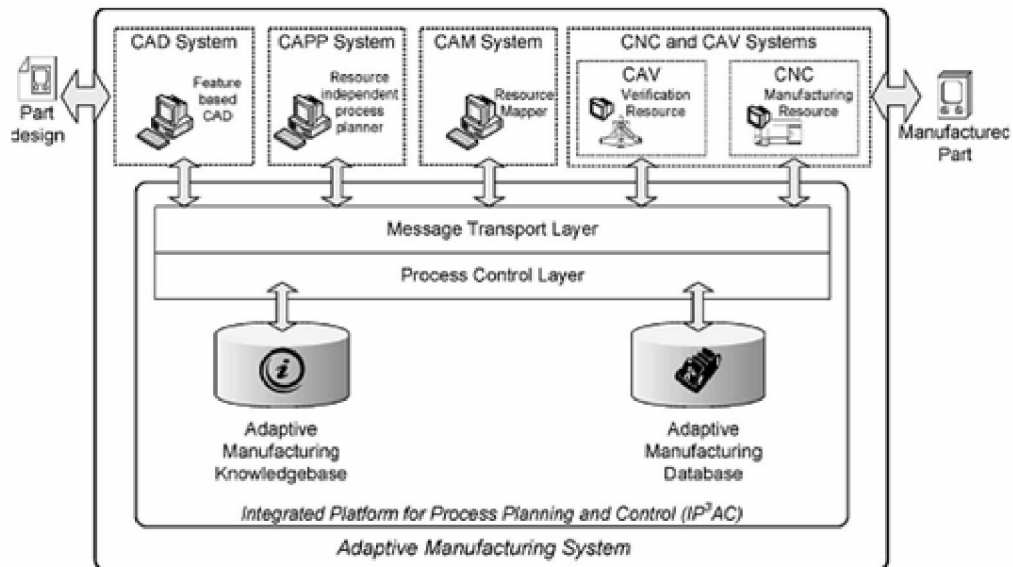 CAD System
Feature
based
CAD
CAPP System
Resource
independent
process
planner
CAM System
Resource
Mapper
CNC and CAV Systems
CAV
Verification
Resource
CNC
Manufacturing
Resource
Part
design
Manufactured
Part
Message Transport Layer
Process Control Layer
i
Adaptive
Manufacturing
Knowledgebase
Adaptive
Manufacturing
Database
Integrated Platform for Process Planning and Control (IP³AC)
Adaptive Manufacturing System